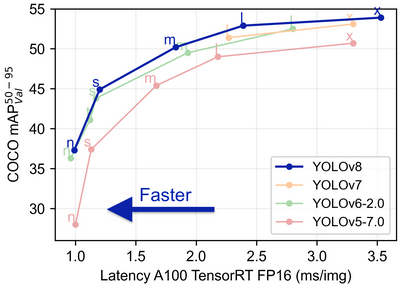 COCO mAP 50-95 Val
55
50
45
40
35
30
n
s
m
l
x
n
t
s
l
l
x
n
s
m
l
x
Faster
YOLOv8
YOLOv7
YOLOv6-2.0
YOLOv5-7.0
1.0
1.5
2.0
2.5
3.0
3.5
Latency A100 TensorRT FP16 (ms/img)